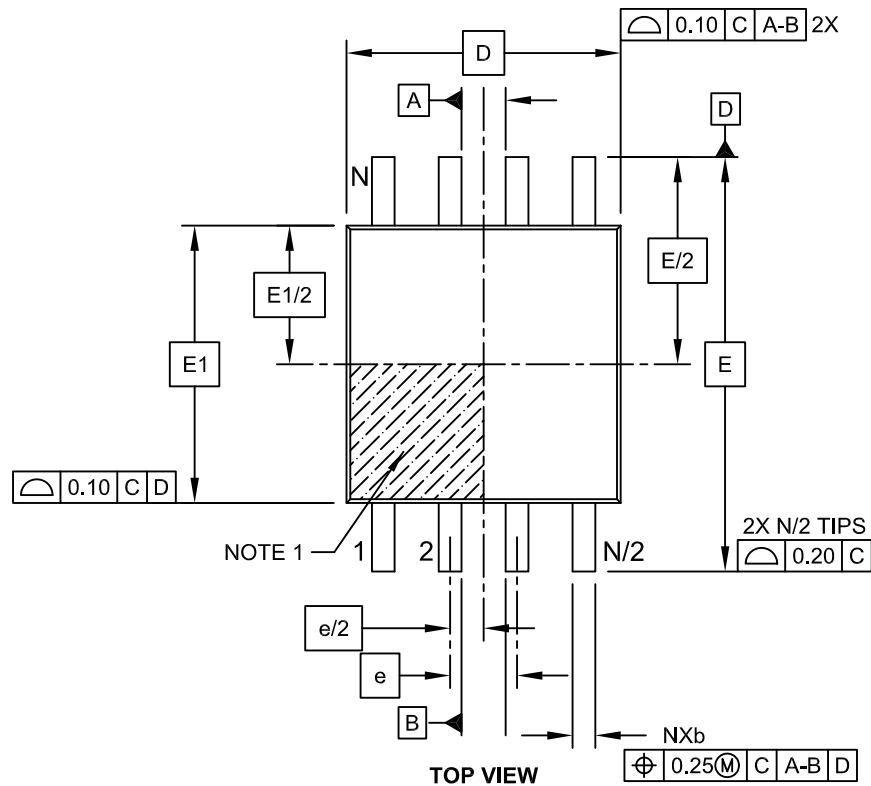 0.10 C A-B 2X
D
A
D
N
E1/2
E/2
E1
E
0.10 C D
NOTE 1
1
2
N/2
2X N/2 TIPS
0.20 C
e/2
e
B
NXb
0.25Ⓜ C A-B D
TOP VIEW